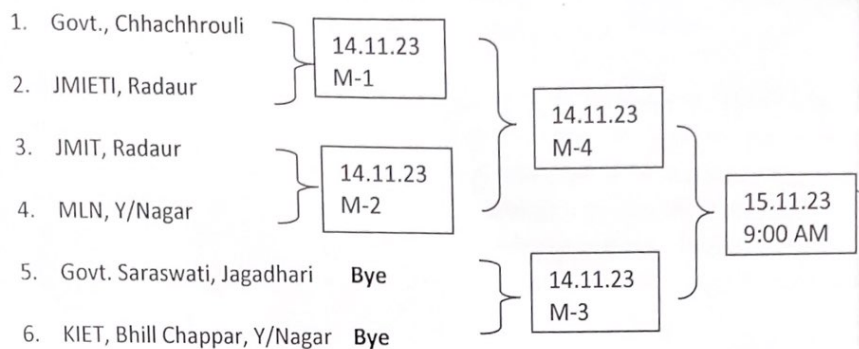 1. Govt., Chhachhrouli
14.11.23
M-1
2. JMIETI, Radaur
14.11.23
M-4
3. JMIT, Radaur
14.11.23
M-2
4. MLN, Y/Nagar
15.11.23
9:00 AM
5. Govt. Saraswati, Jagadhari Bye
14.11.23
M-3
6. KIET, Bhill Chappar, Y/Nagar Bye